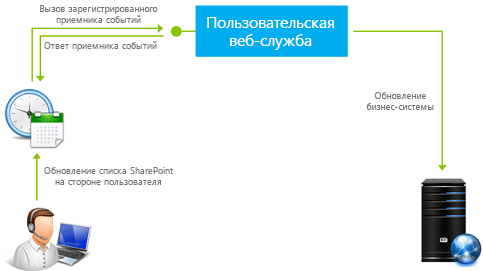 Вызов зарегистрированного
приемника событий
Ответ приемника событий
Пользовательская
веб-служба
Обновление
бизнес-системы
Обновление списка SharePoint
на стороне пользователя